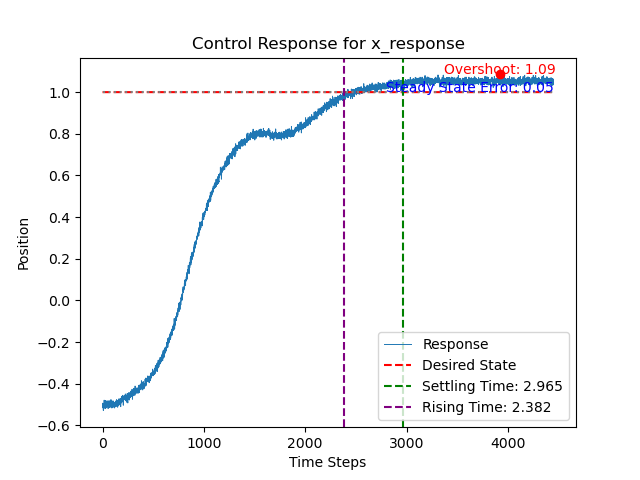 Control Response for x_response
Overshoot: 1.09
Steady State Error: 0.05
1.0
0.8
0.6
0.4
0.2
0.0
−0.2
−0.4
−0.6
Position
Response
Desired State
Settling Time: 2.965
Rising Time: 2.382
0
1000
2000
3000
4000
Time Steps